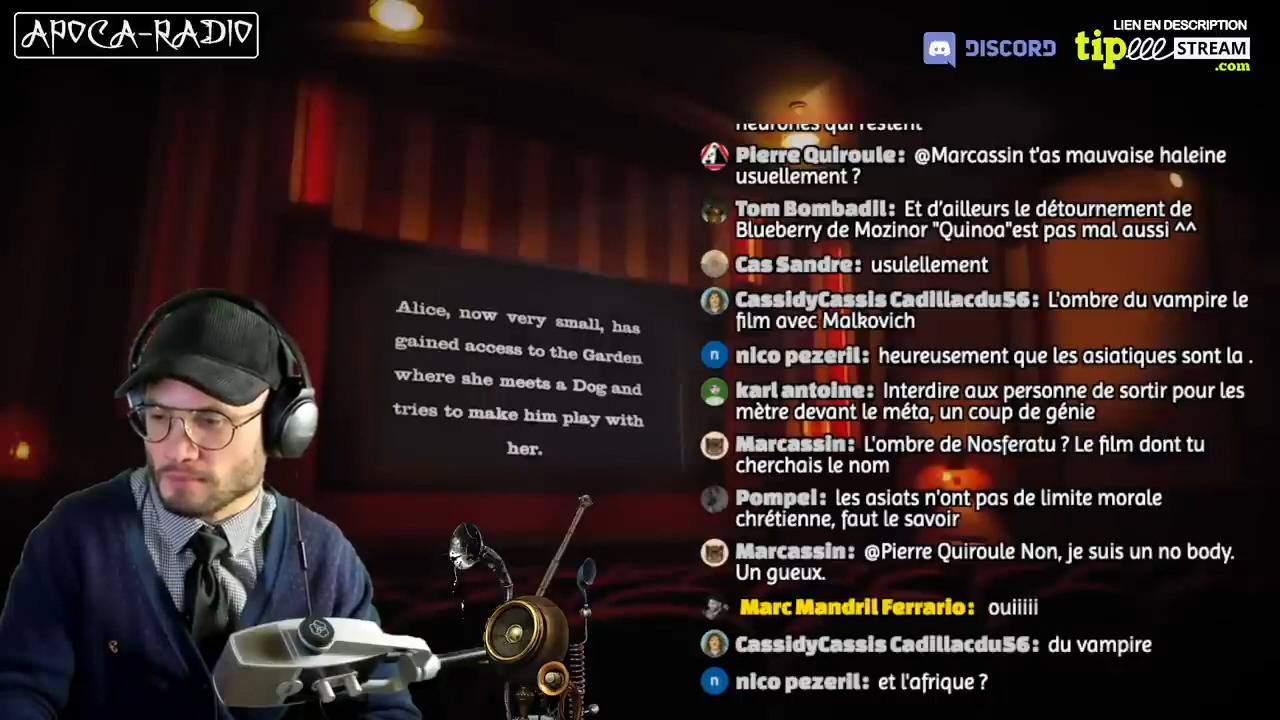 APOCA-RADIO
LIEN EN DESCRIPTION
DISCORD
tipeee STREAM
.com
neurones qui restent
Pierre Quiroule: @Marcassin t'as mauvaise haleine
usuellement ?
Tom Bombadil: Et d'ailleurs le détournement de
Blueberry de Mozinor "Quinoa"est pas mal aussi ^^
Cas Sandre: usulellement
CassidyCassis Cadillacdu56: L'ombre du vampire le
film avec Malkovich
n nico pezeril: heureusement que les asiatiques sont la .
karl antoine: Interdire aux personne de sortir pour les
mètre devant le méta, un coup de génie
Marcassin: L'ombre de Nosferatu ? Le film dont tu
cherchais le nom
Pompel: les asiats n'ont pas de limite morale
chrétienne, faut le savoir
Marcassin: @Pierre Quiroule Non, je suis un no body.
Un gueux.
Marc Mandril Ferrario: ouiiiii
CassidyCassis Cadillacdu56: du vampire
n nico pezeril: et l'afrique ?
Alice, now very small, has
gained access to the Garden
where she meets a Dog and
tries to make him play with
her.